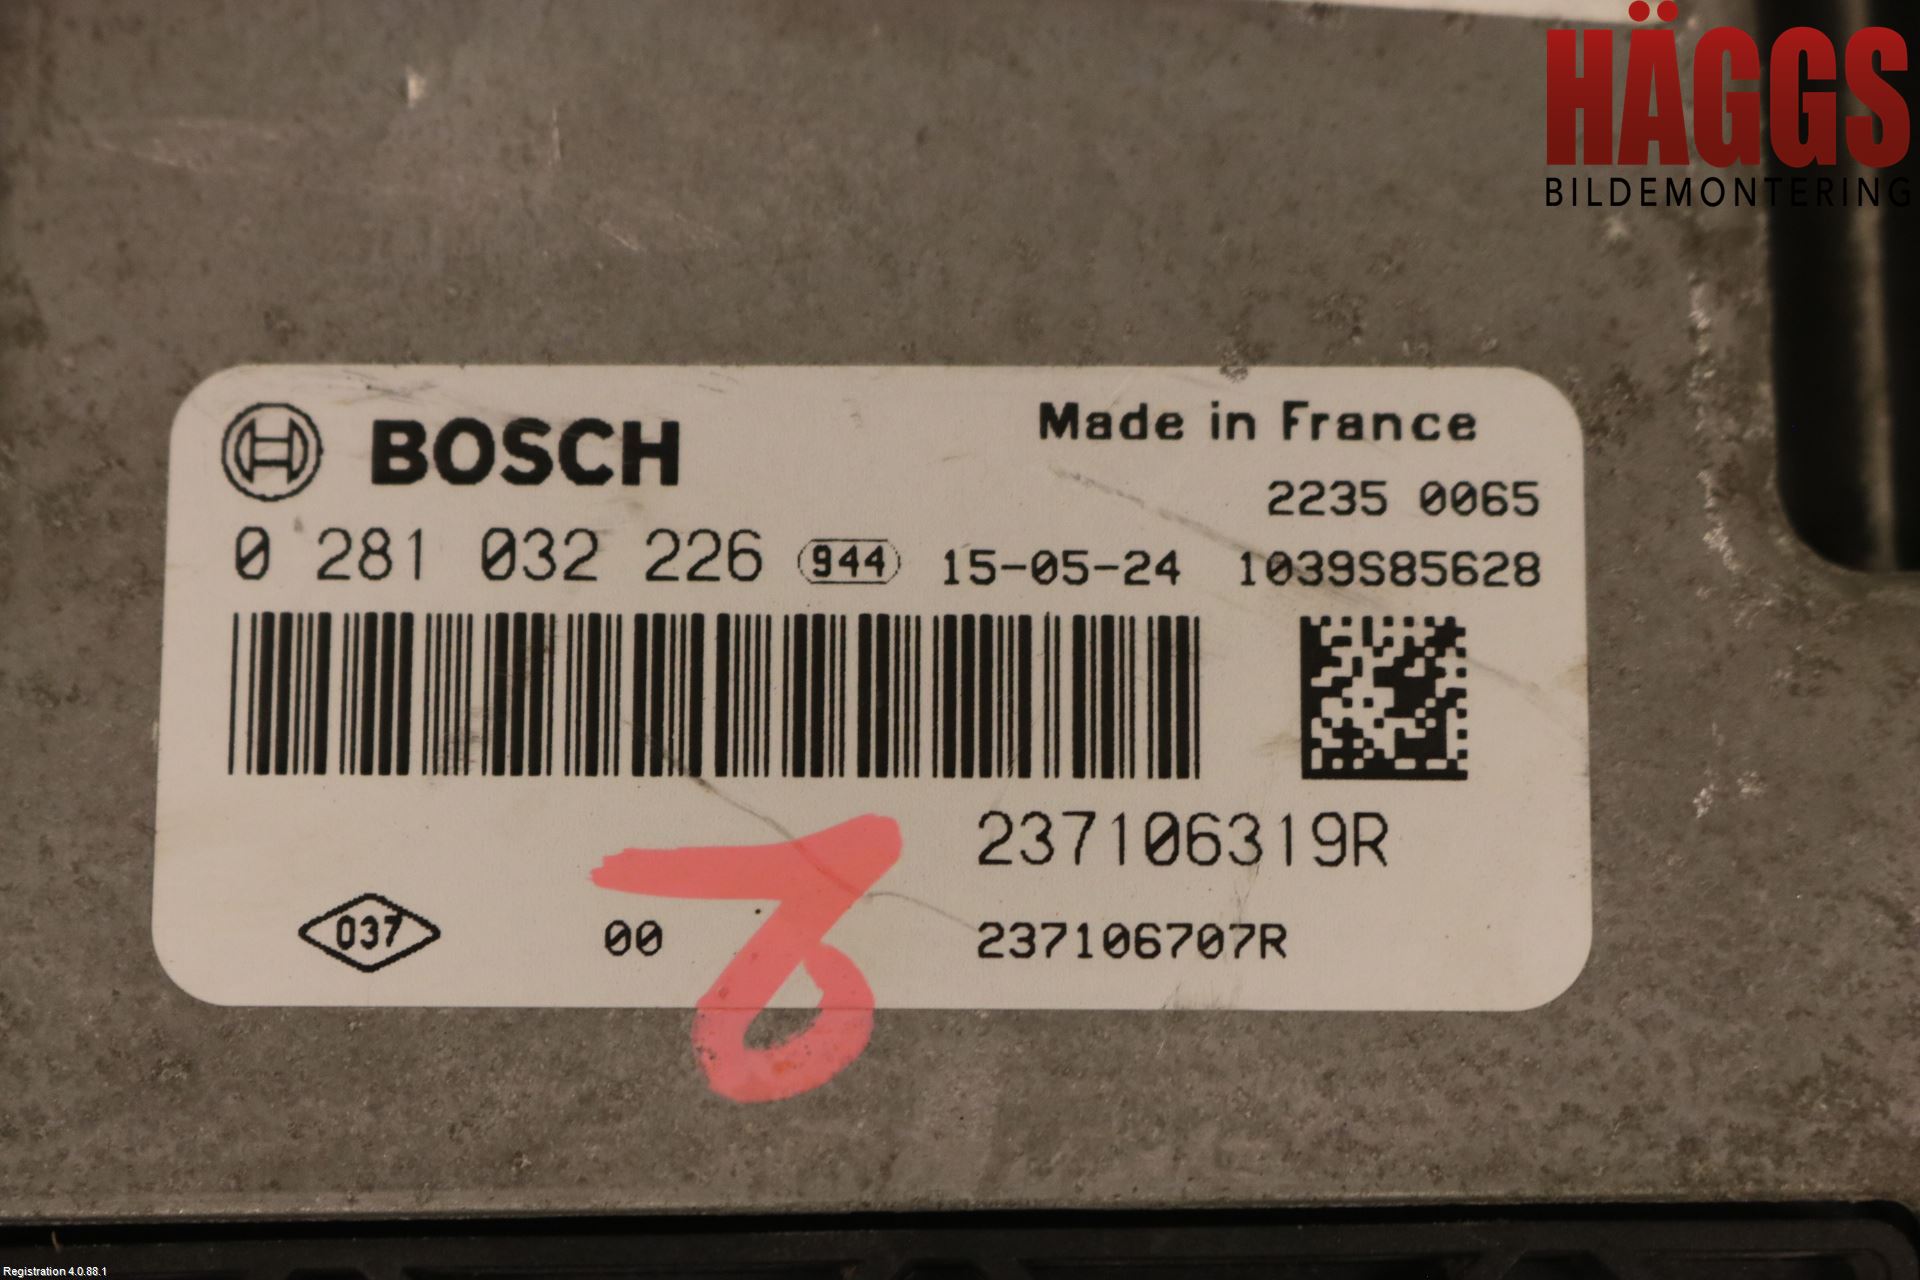 HÄGGS
BILDEMONTERING
BOSCH
Made in France
2235 0065
0 281 032 226 944 15-05-24 1039S85628
237106319R
037 00 237106707R
Registration 4.0.88.1